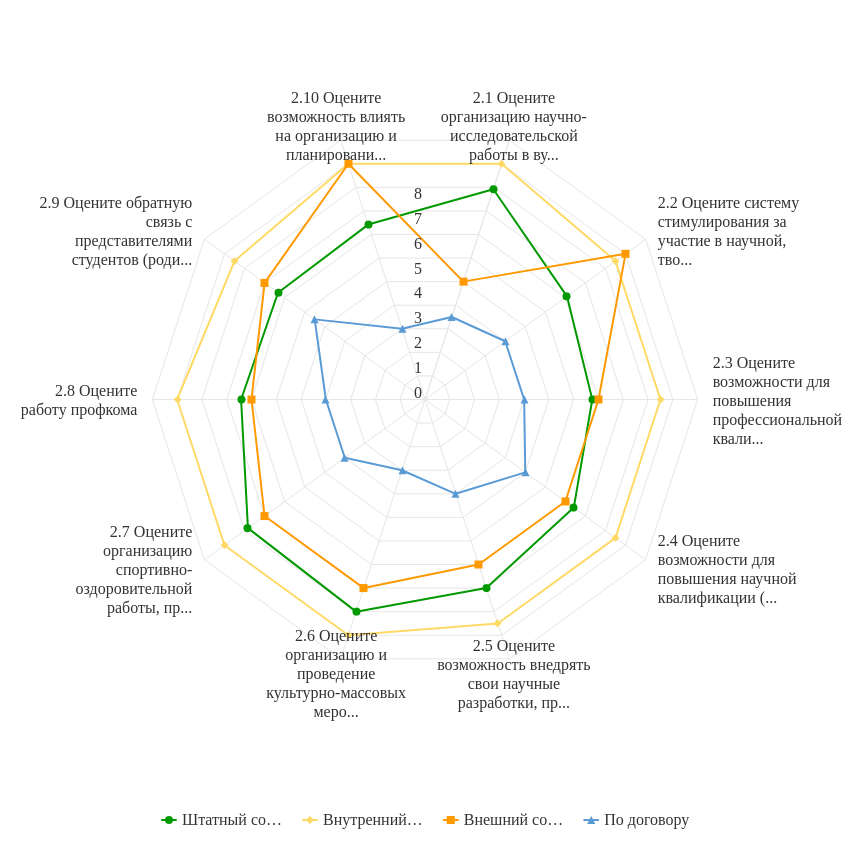 2.10 Оцените
возможность влиять
на организацию и
планировани...
2.1 Оцените
организацию научно-
исследовательской
работы в ву...
2.2 Оцените систему
стимулирования за
участие в научной,
тво...
2.3 Оцените
возможности для
повышения
профессиональной
квали...
2.4 Оцените
возможности для
повышения научной
квалификации (...
2.5 Оцените
возможность внедрять
свои научные
разработки, пр...
2.6 Оцените
организацию и
проведение
культурно-массовых
меро...
2.7 Оцените
организацию
спортивно-
оздоровительной
работы, пр...
2.8 Оцените
работу профкома
2.9 Оцените обратную
связь с
представителями
студентов (роди...
8
7
6
5
4
3
2
1
0
Штатный со… Внутренний… Внешний со… По договору